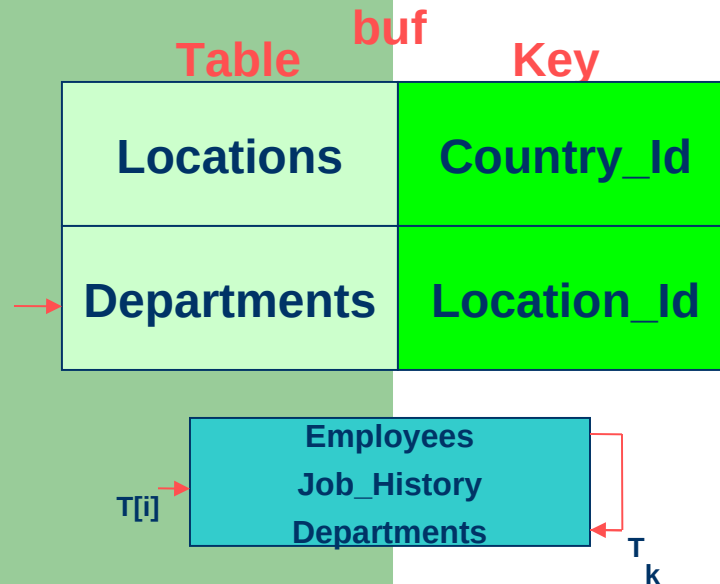 buf
Table Key
Locations Country_Id
Departments Location_Id
Employees
Job_History
T[i]
Departments
T
k